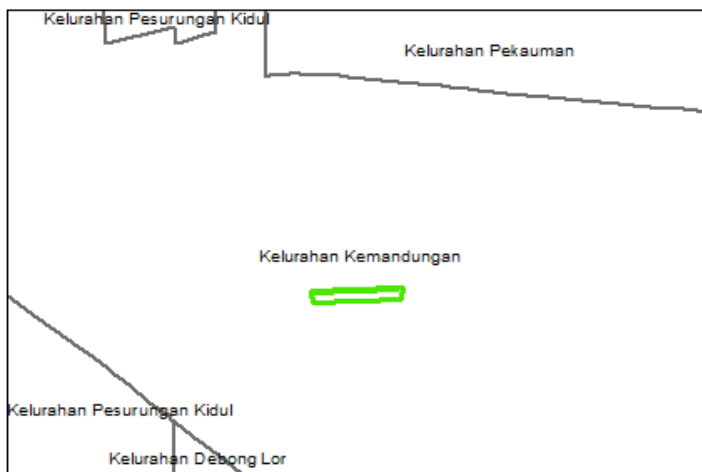 Kelurahan Pesurungan Kidul
Kelurahan Pekauman
Kelurahan Kemandungan
Kelurahan Pesurungan Kidul
Kelurahan Debong Lor